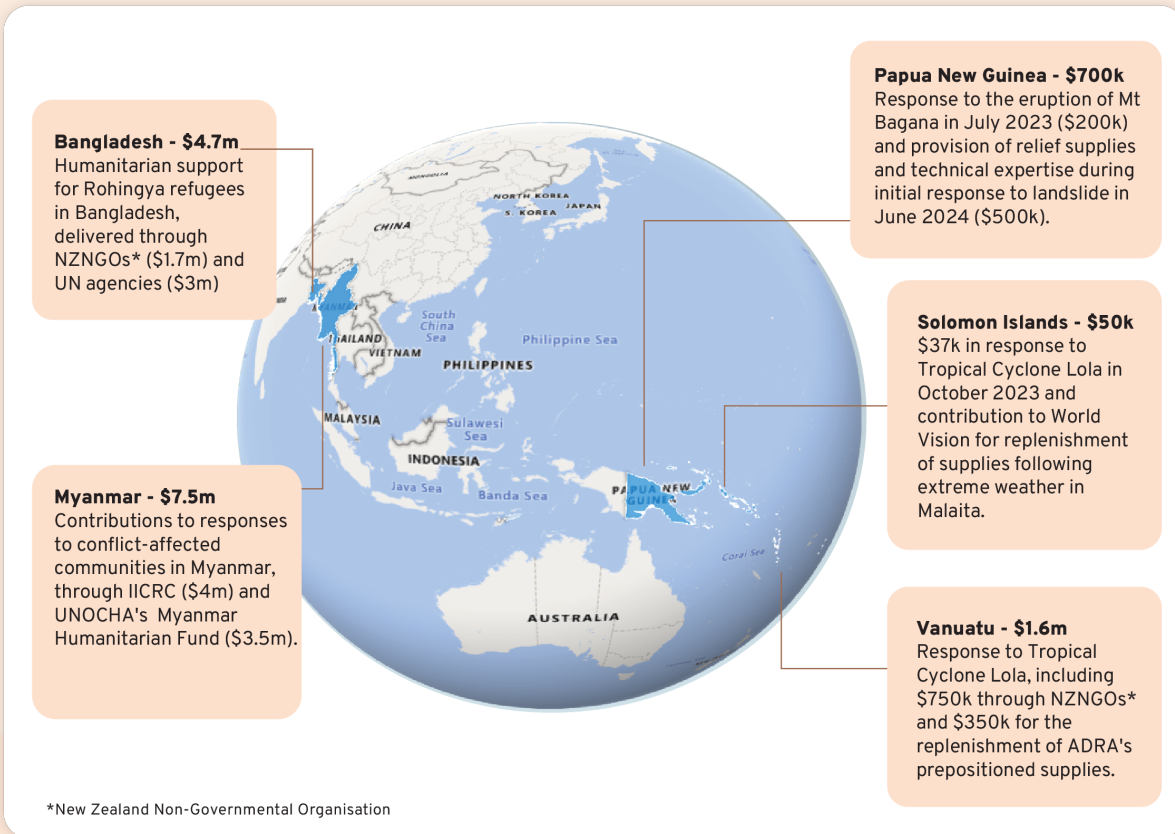 Bangladesh - $4.7m
Humanitarian support
for Rohingya refugees
in Bangladesh,
delivered through
NZNGOs* ($1.7m) and
UN agencies ($3m)
Myanmar - $7.5m
Contributions to responses
to conflict-affected
communities in Myanmar,
through IICRC ($4m) and
UNOCHA's Myanmar
Humanitarian Fund ($3.5m).
MONGOLIA
NORTH KOREA
S. KOREA
JAPAN
CHINA
MYANMAR
THAILAND
VIETNAM
South
China
Sea
Philippine Sea
PHILIPPINES
MALAYSIA
Sulawesi
Sea
INDONESIA
Java Sea
Banda Sea
PAPUA NEW
GUINEA
Coral Sea
AUSTRALIA
Papua New Guinea - $700k
Response to the eruption of Mt
Bagana in July 2023 ($200k)
and provision of relief supplies
and technical expertise during
initial response to landslide in
June 2024 ($500k).
Solomon Islands - $50k
$37k in response to
Tropical Cyclone Lola in
October 2023 and
contribution to World
Vision for replenishment
of supplies following
extreme weather in
Malaita.
Vanuatu - $1.6m
Response to Tropical
Cyclone Lola, including
$750k through NZNGOs*
and $350k for the
replenishment of ADRA's
prepositioned supplies.
*New Zealand Non-Governmental Organisation